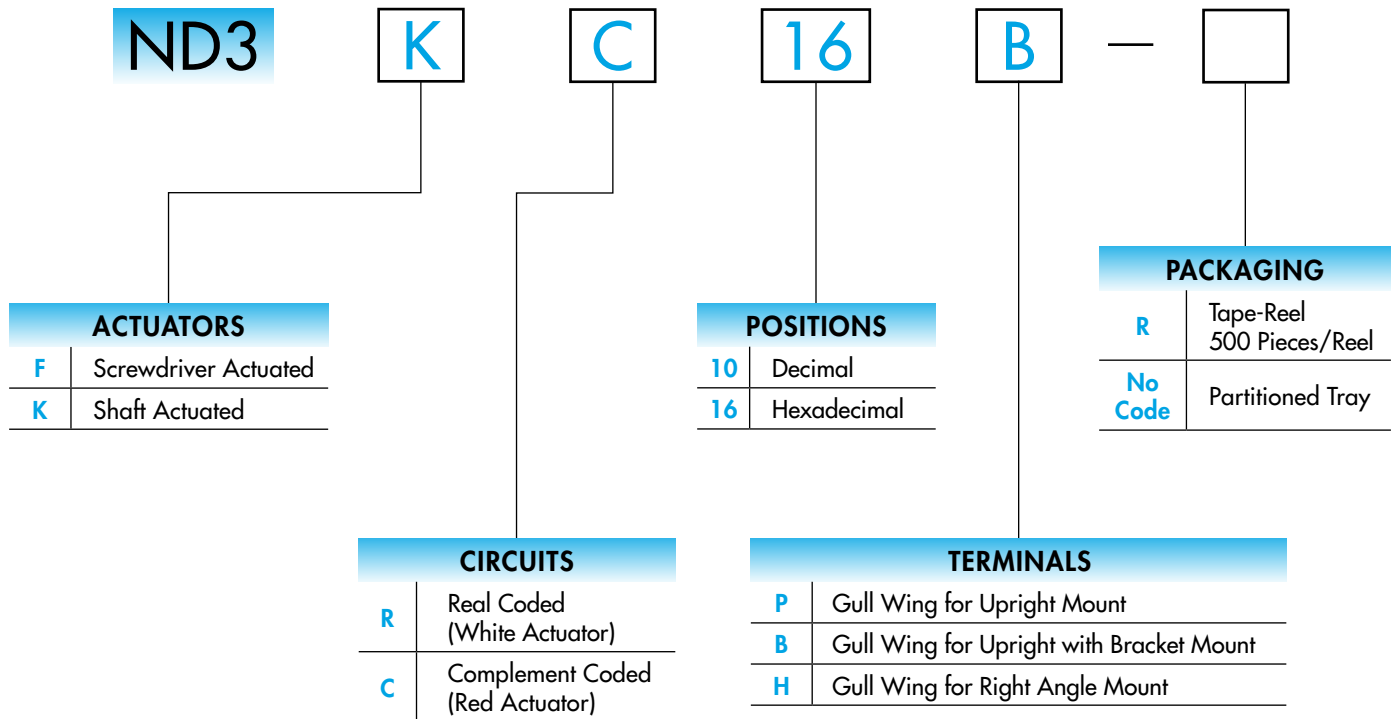 ND3 K C 16 B —
ACTUATORS
F Screwdriver Actuated
K Shaft Actuated
POSITIONS
10 Decimal
16 Hexadecimal
PACKAGING
R Tape-Reel
500 Pieces/Reel
No
Code Partitioned Tray
CIRCUITS
R Real Coded
(White Actuator)
C Complement Coded
(Red Actuator)
TERMINALS
P Gull Wing for Upright Mount
B Gull Wing for Upright with Bracket Mount
H Gull Wing for Right Angle Mount